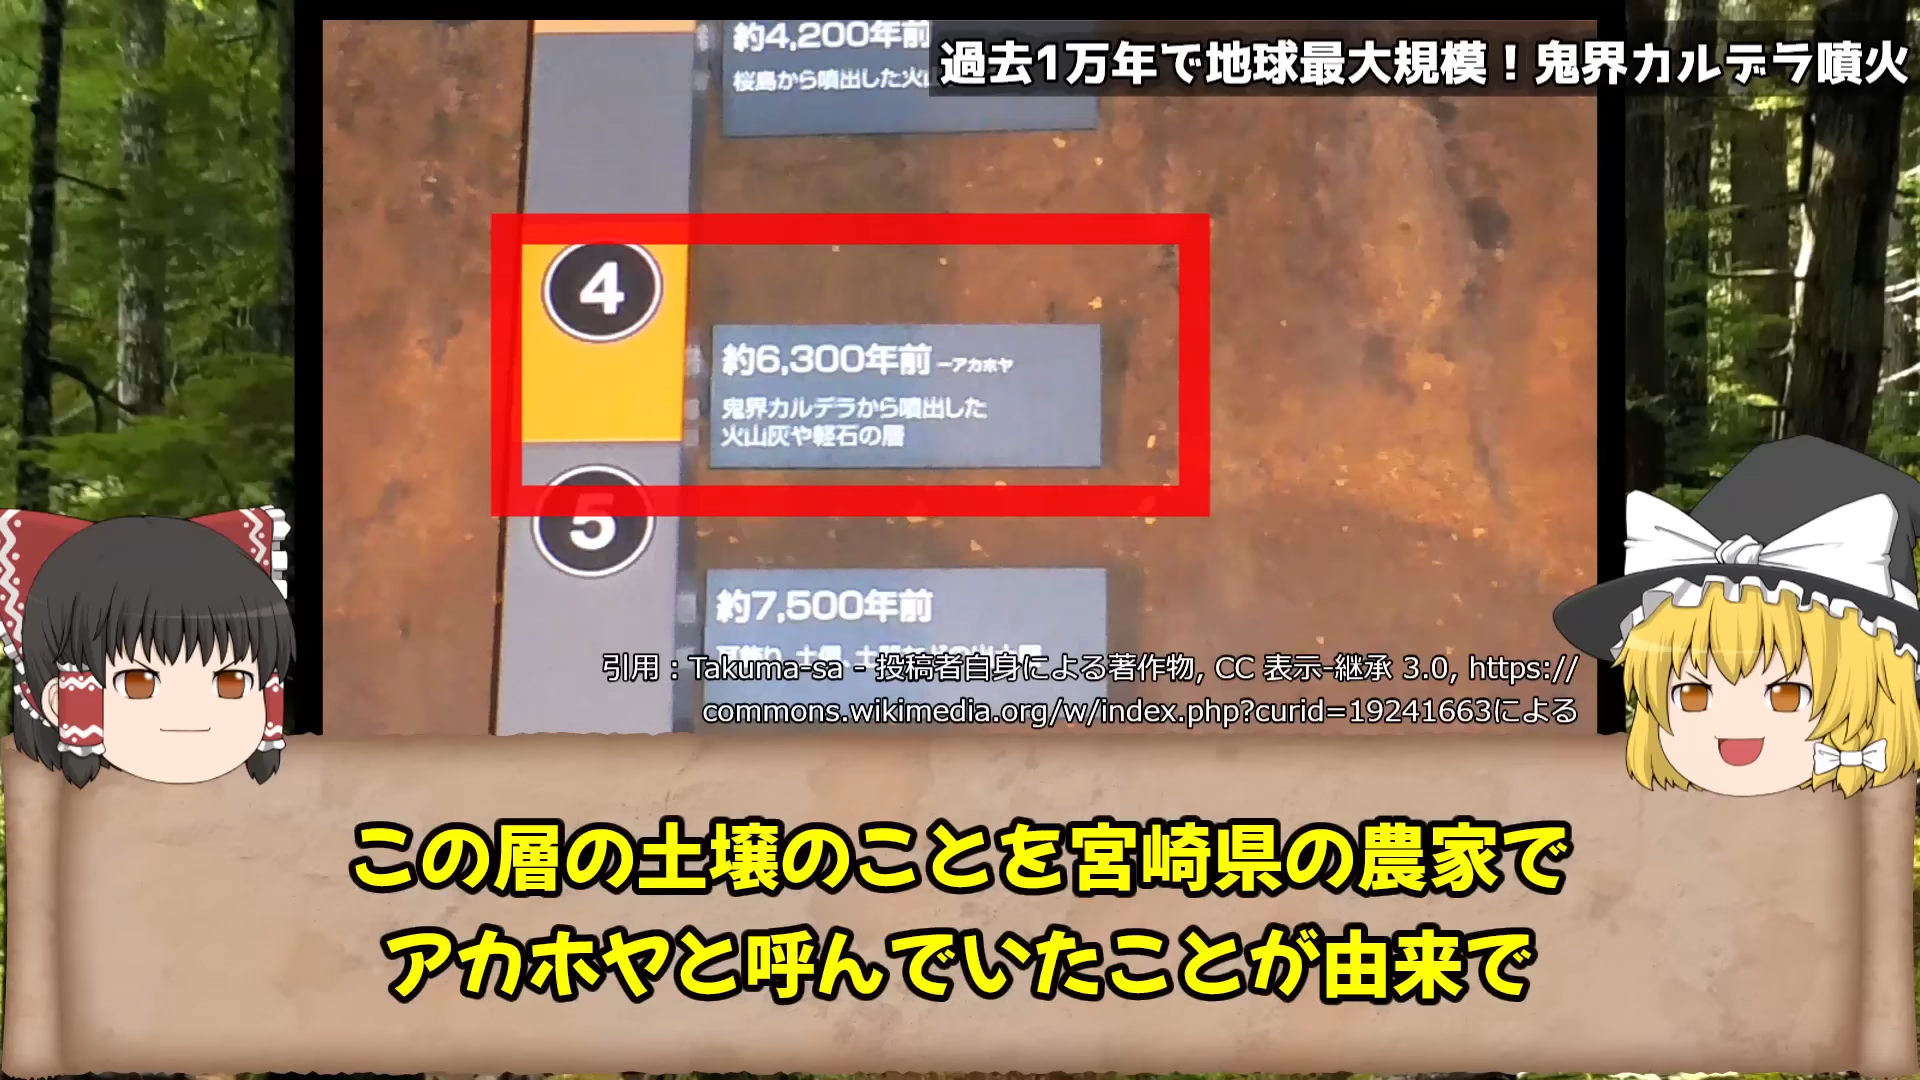 約4,200年前
桜島から噴出した火山
過去1万年で地球最大規模！鬼界カルデラ噴火
4
約6,300年前 ―アカホヤ
鬼界カルデラから噴出した
火山灰や軽石の層
5
約7,500年前
引用：Takuma-sa - 投稿者自身による著作物, CC 表示-継承 3.0, https://
commons.wikimedia.org/w/index.php?curid=19241663による
この層の土壌のことを宮崎県の農家で
アカホヤと呼んでいたことが由来で